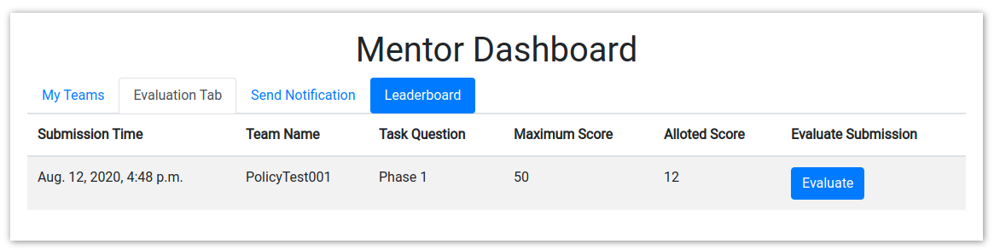 Mentor Dashboard
My Teams Evaluation Tab Send Notification Leaderboard
Submission Time Team Name Task Question Maximum Score Alloted Score Evaluate Submission
Aug. 12, 2020, 4:48 p.m. PolicyTest001 Phase 1 50 12 Evaluate